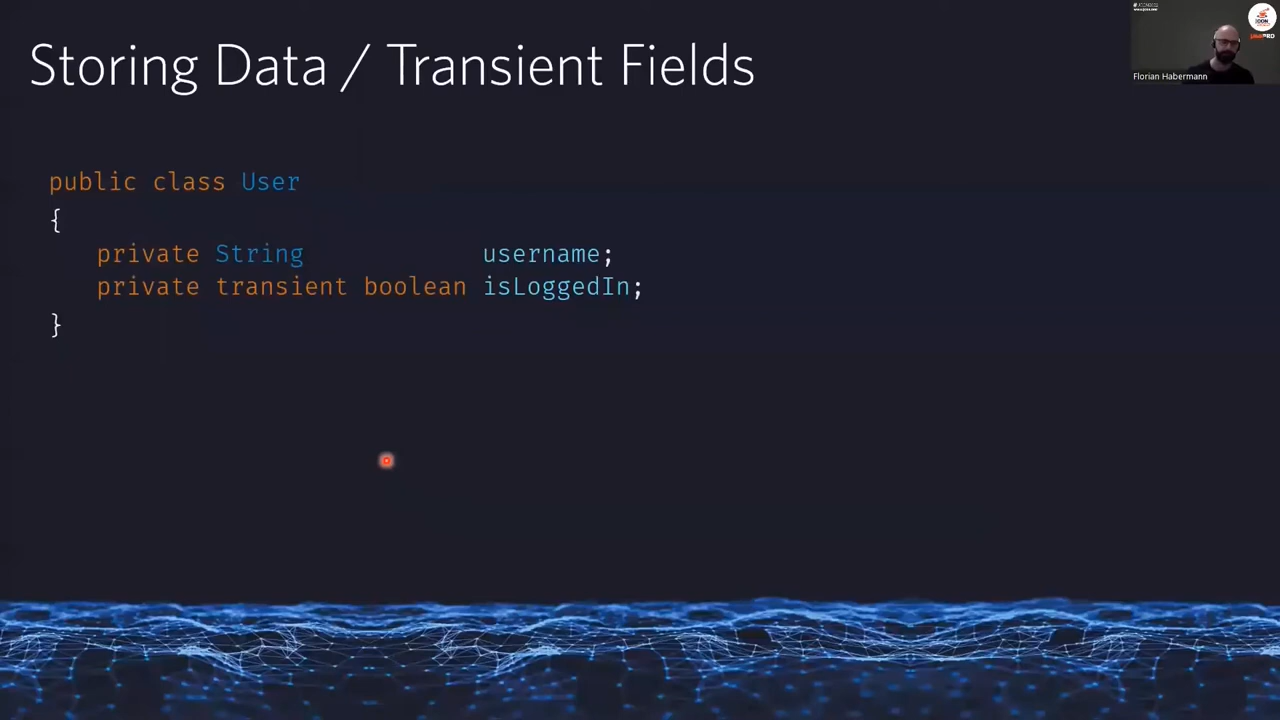 Storing Data / Transient Fields
public class User
{
private String username;
private transient boolean isLoggedIn;
}
Florian Habermann